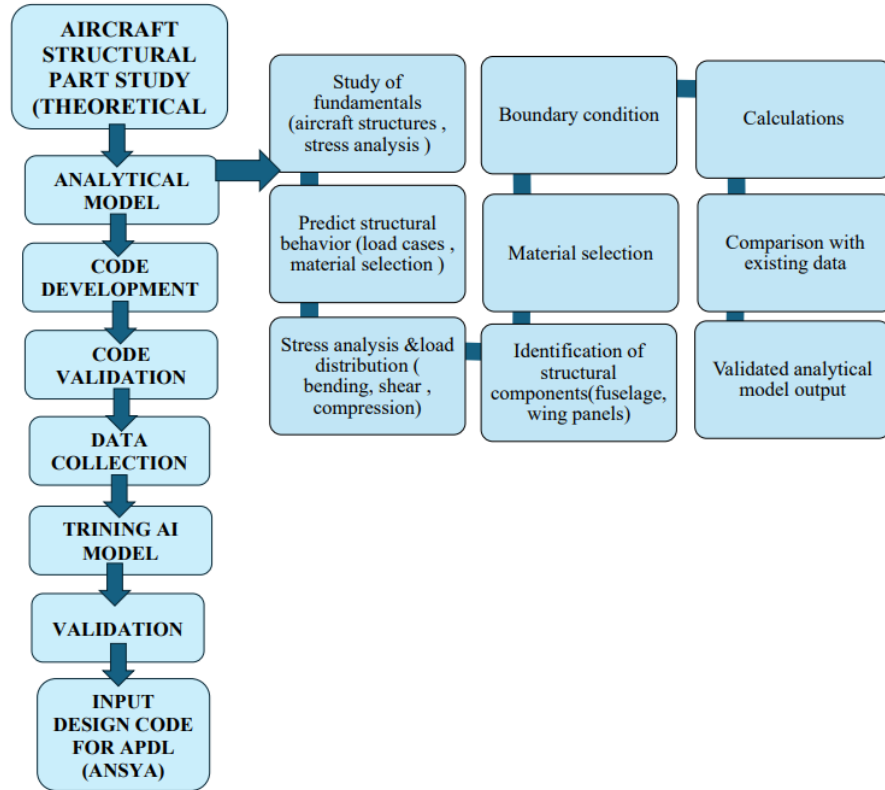 AIRCRAFT
STRUCTURAL
PART STUDY
(THEORETICAL
ANALYTICAL
MODEL
CODE
DEVELOPMENT
CODE
VALIDATION
DATA
COLLECTION
TRINING AI
MODEL
VALIDATION
INPUT
DESIGN CODE
FOR APDL
(ANSYA)
Study of
fundamentals
(aircraft structures ,
stress analysis )
Predict structural
behavior (load cases ,
material selection )
Stress analysis &load
distribution (
bending, shear ,
compression)
Identification of
structural
components(fuselage,
wing panels)
Material selection
Boundary condition
Calculations
Comparison with
existing data
Validated analytical
model output